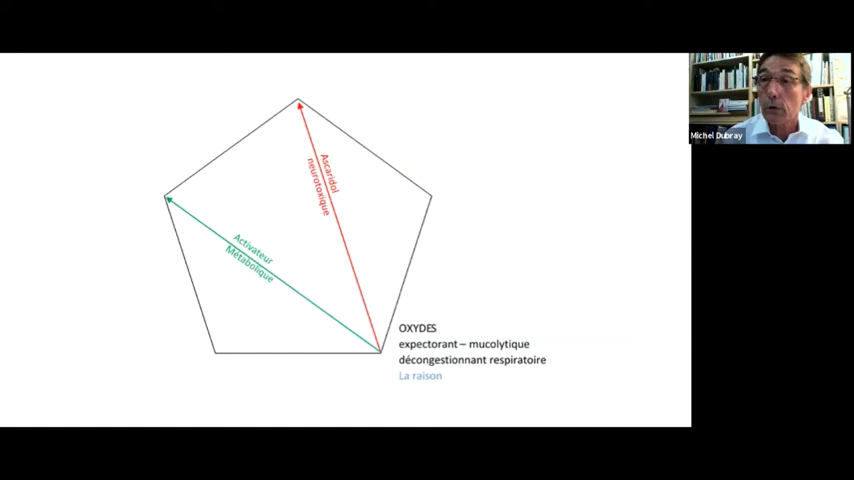 Michel Dubray
Ascaridol
neurotoxique
Activateur
Métabolique
OXYDES
expectorant – mucolytique
décongestionnant respiratoire
La raison